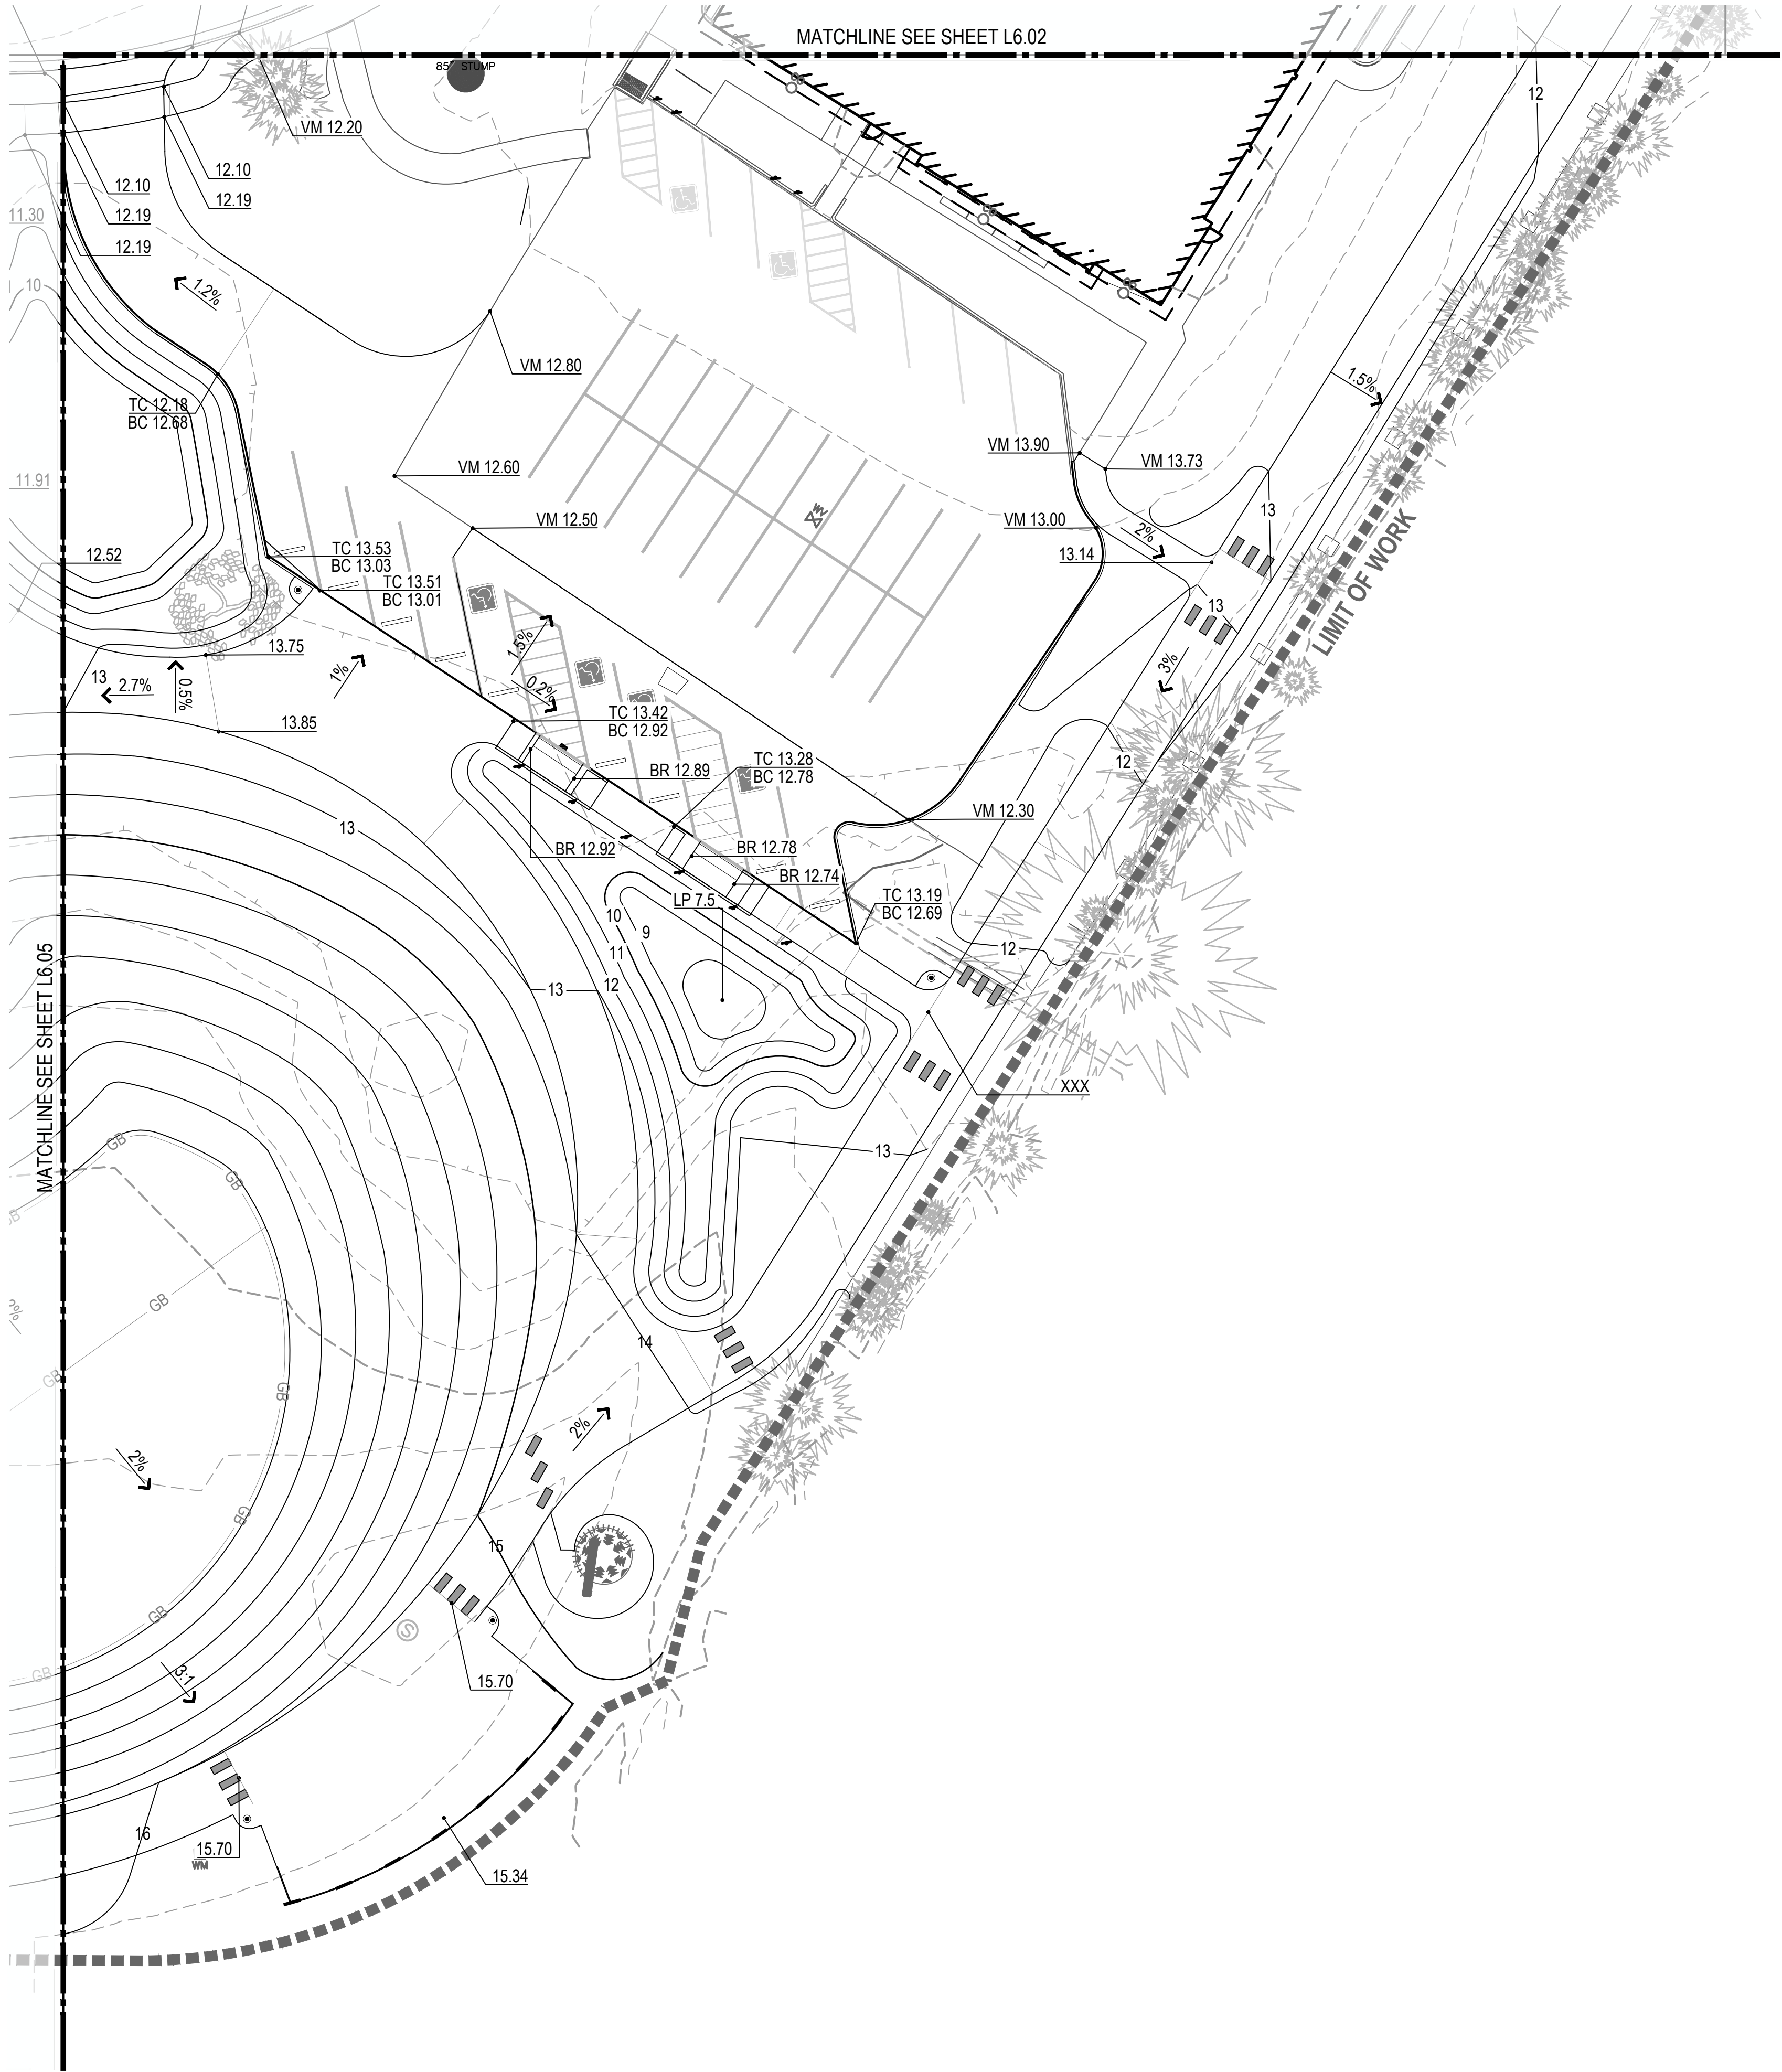 MATCHLINE SEE SHEET L6.02
85" STUMP
12
VM 12.20
12.10
12.10
12.19
12.19
12.19
11.30
10
1.2%
VM 12.80
1.5%
TC 12.18
BC 12.68
VM 13.90
VM 13.73
VM 12.60
11.91
VM 12.50
VM 13.00
13
2%
13.14
LIMIT OF WORK
12.52
TC 13.53
BC 13.03
TC 13.51
BC 13.01
13
1.5%
13.75
1%
3%
13
2.7%
0.5%
0.2%
TC 13.42
BC 12.92
13.85
TC 13.28
BC 12.78
12
BR 12.89
VM 12.30
13
BR 12.92
BR 12.78
BR 12.74
LP 7.5
TC 13.19
BC 12.69
10
9
11
12
12
13
MATCHLINE SEE SHEET L6.05
XXX
GB
13
GB
GB
GB
14
GB
GB
2%
2%
2%
GB
15
GB
15.70
GB
3:1
16
15.70
WM
15.34
S